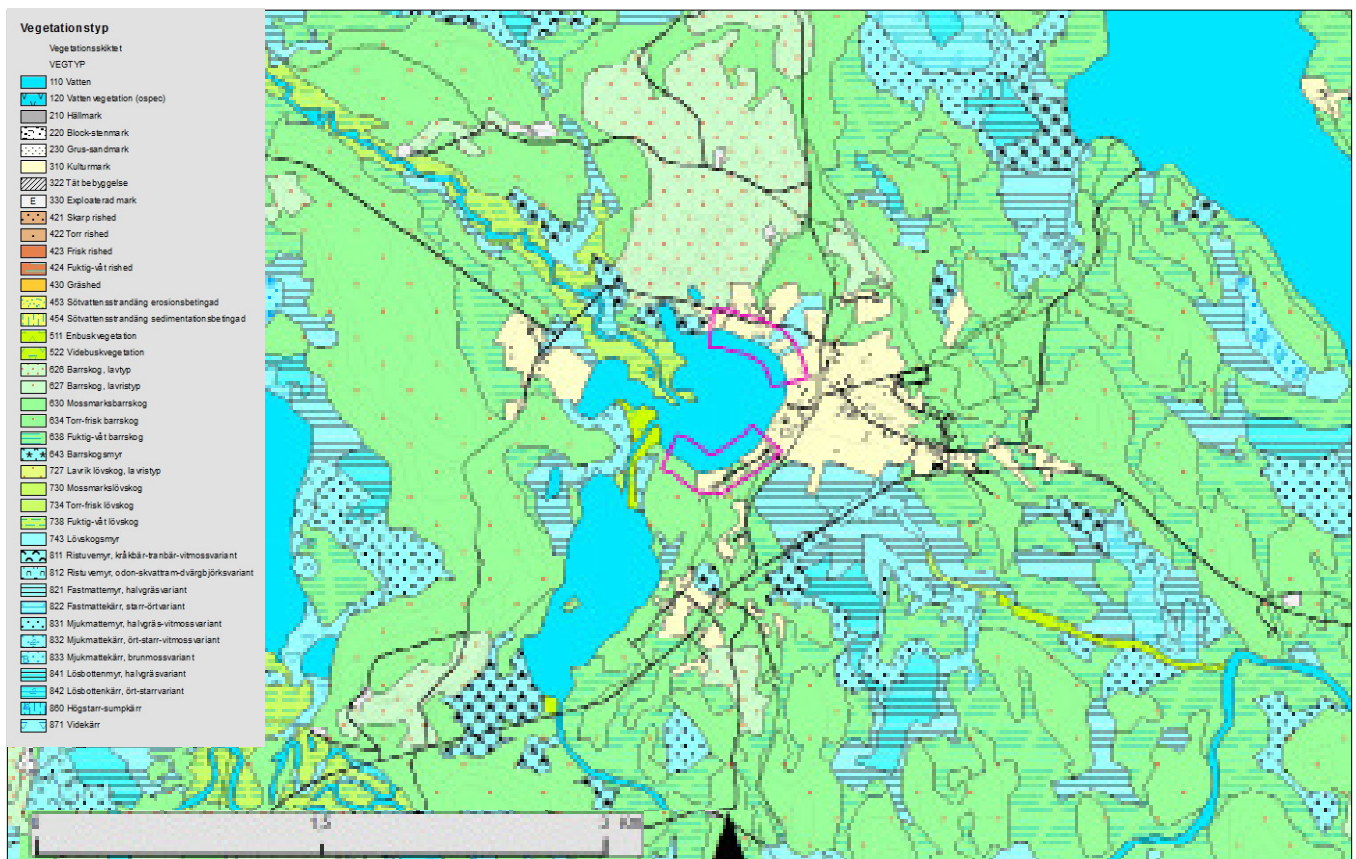 Vegetationstyp
Vegetationsskiktet
VEGTYP
110 Vatten
120 Vatten vegetation (ospec)
210 Hällmark
220 Block-stenmark
230 Grus-sandmark
310 Kulturmark
322 Tät bebyggelse
E 330 Exploaterad mark
421 Skarp rished
422 Torr rished
423 Frisk rished
424 Fuktig-våt rished
430 Gräshed
453 Sötvattensstrandäng erosionsbetingad
454 Sötvattensstrandäng sedimentationsbetingad
511 Enbuskvegetation
522 Videbuskvegetation
626 Barrskog, lavtyp
627 Barrskog, lavristyp
630 Mossmarksbarrskog
634 Torr-frisk barrskog
638 Fuktig-våt barrskog
643 Barrskogsmyr
727 Lavrik lövskog, lavristyp
730 Mossmarkslövskog
734 Torr-frisk lövskog
738 Fuktig-våt lövskog
743 Lövskogsmyr
811 Ristuvemyr, kråkbär-tranbär-vitmossvariant
812 Ristuvemyr, odon-skvattram-dvärgbjörksvariant
821 Fastmattemyr, halvgräsvariant
822 Fastmattekärr, starr-örtvariant
831 Mjukmattemyr, halvgräs-vitmossvariant
832 Mjukmattekärr, ört-starr-vitmossvariant
833 Mjukmattekärr, brunmossvariant
841 Lösbottenmyr, halvgräsvariant
842 Lösbottenkärr, ört-starrvariant
860 Högstarr-sumpkärr
871 Videkärr
1,5 3 KM